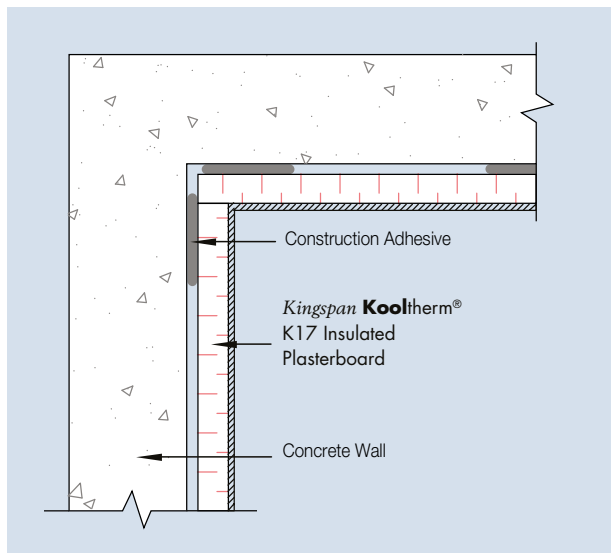 Construction Adhesive
Kingspan Kooltherm®
K17 Insulated
Plasterboard
Concrete Wall